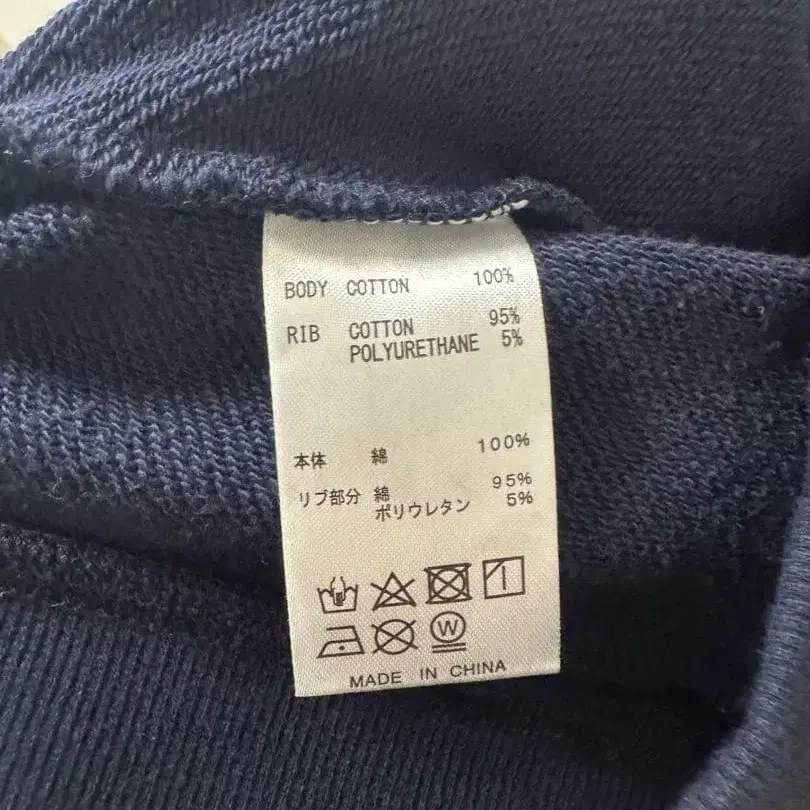 BODY COTTON 100%
RIB COTTON 95%
POLYURETHANE 5%
本体 綿 100%
リブ部分 綿 95%
ポリウレタン 5%
W
MADE IN CHINA